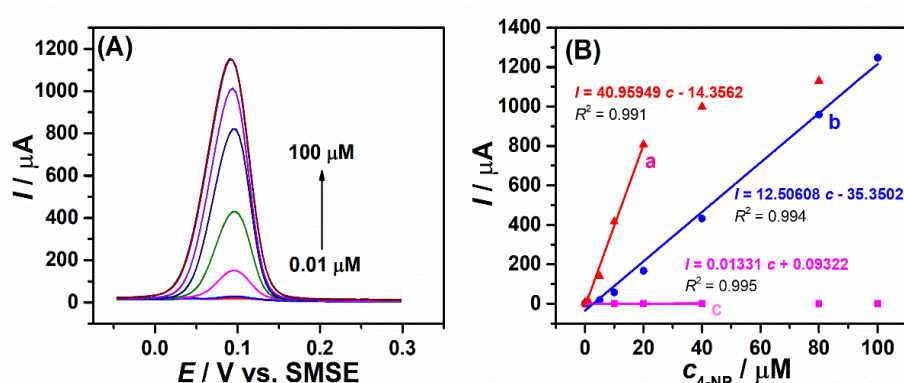 (A)
1200
1000
800
600
400
200
0
I / µA
100 µM
0.01 µM
0.0
0.1
0.2
0.3
E / V vs. SMSE
(B)
1400
1200
1000
800
600
400
200
0
I / µA
I = 40.95949 c - 14.3562
R² = 0.991
a
b
I = 12.50608 c - 35.3502
R² = 0.994
I = 0.01331 c + 0.09322
R² = 0.995
c
0
20
40
60
80
100
c4-NP / µM